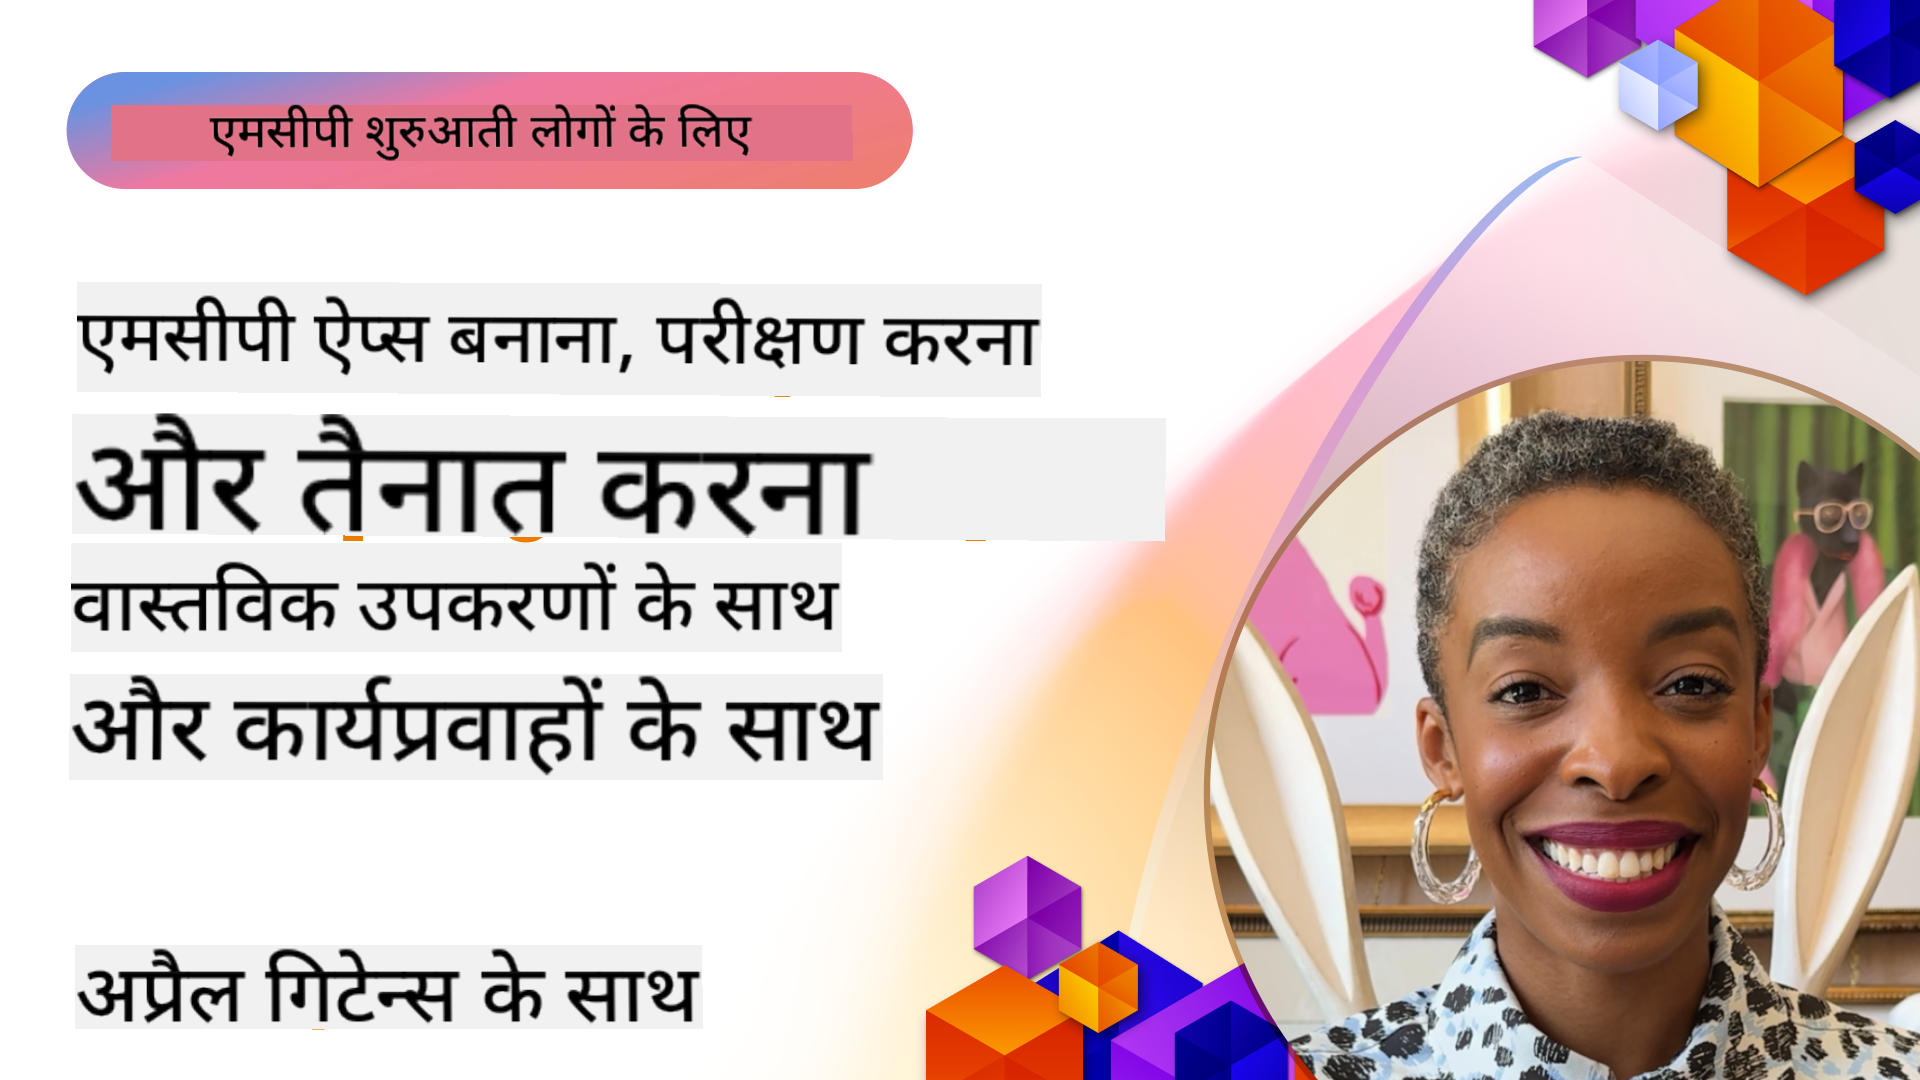 एमसीपी शुरुआती लोगों के लिए
एमसीपी ऐप्स बनाना, परीक्षण करना
और तैनात करना
वास्तविक उपकरणों के साथ
और कार्यप्रवाहों के साथ
अप्रैल गिटेन्स के साथ